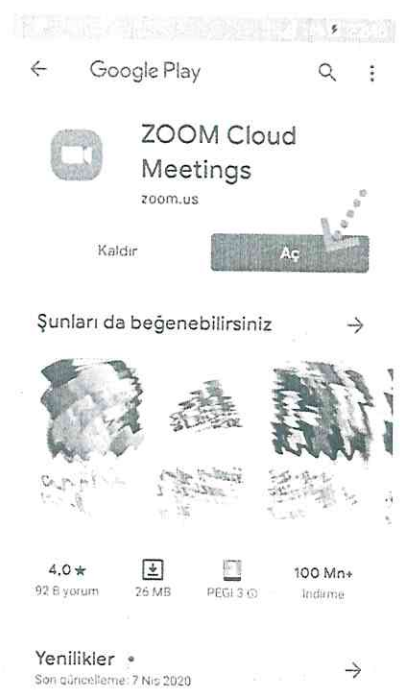 Google Play
ZOOM Cloud
Meetings
zoom.us
Kaldır
Aç
Şunları da beğenebilirsiniz
4,0★
92 B yorum
26 MB
PEGI 3
100 Mn+
İndirme
Yenilikler •
Son güncelleme: 7 Nis 2020